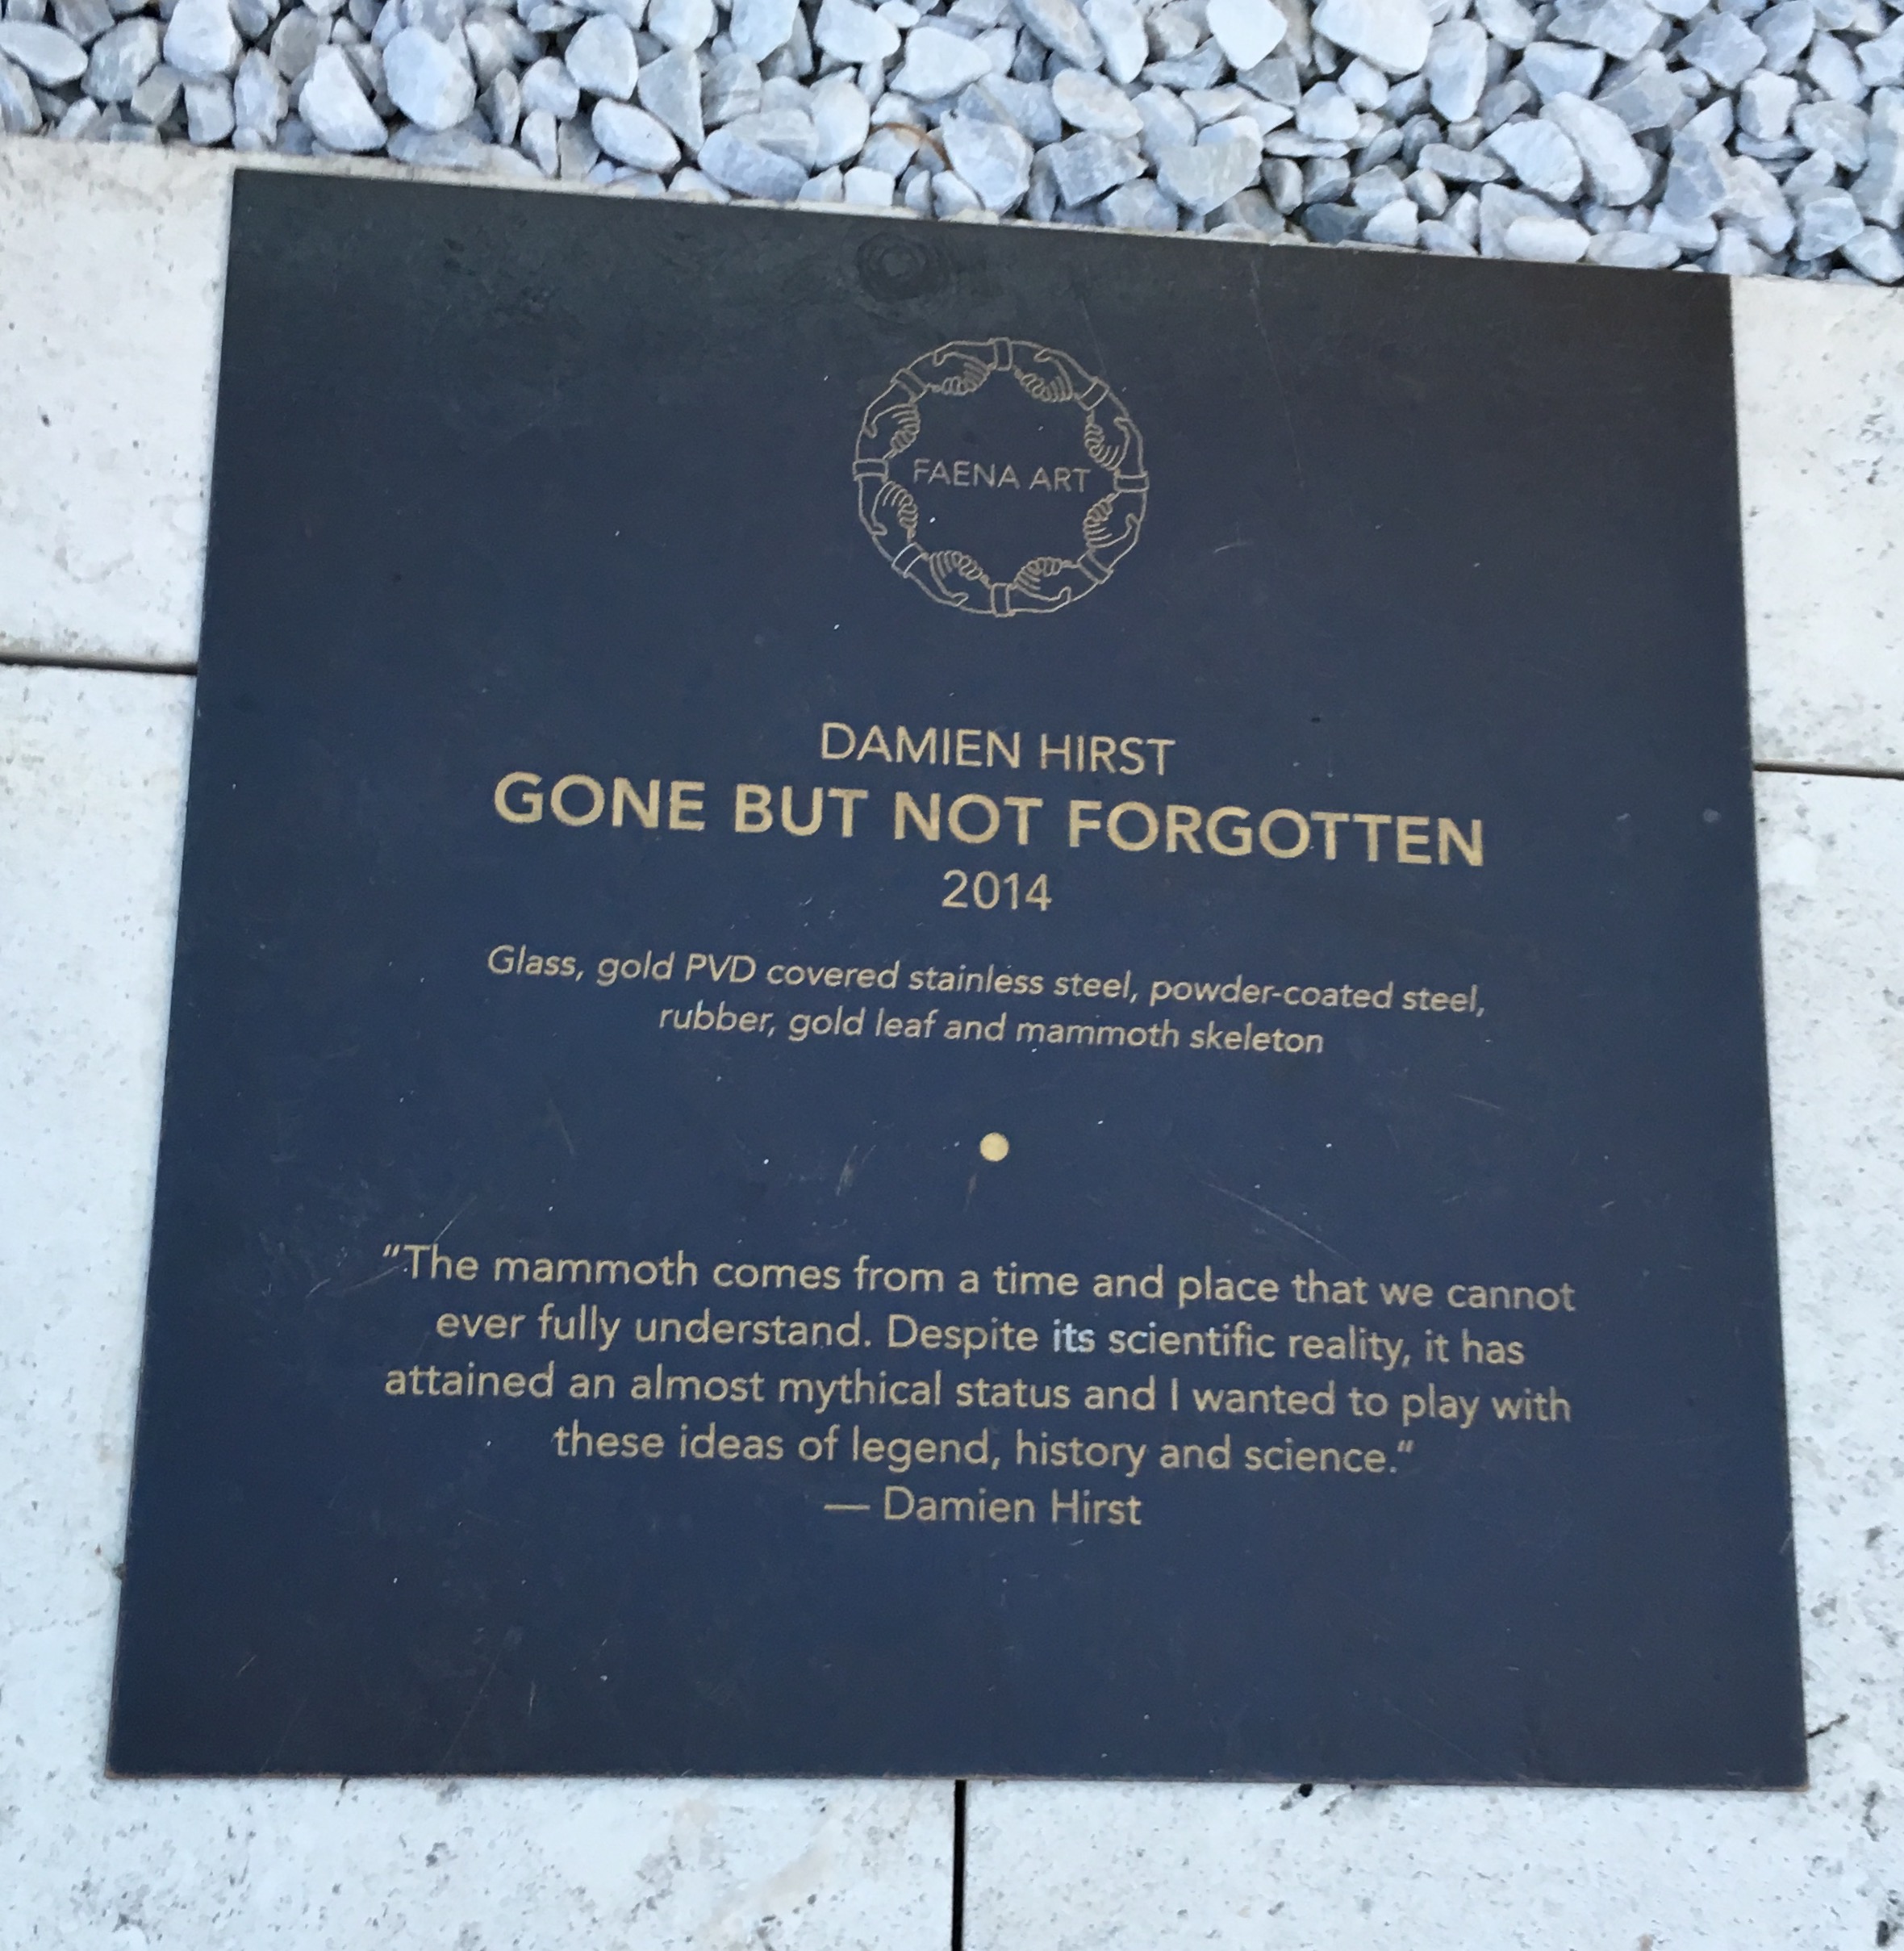 FAENA ART
DAMIEN HIRST
GONE BUT NOT FORGOTTEN
2014
Glass, gold PVD covered stainless steel, powder-coated steel,
rubber, gold leaf and mammoth skeleton
“The mammoth comes from a time and place that we cannot
ever fully understand. Despite its scientific reality, it has
attained an almost mythical status and I wanted to play with
these ideas of legend, history and science.“
— Damien Hirst